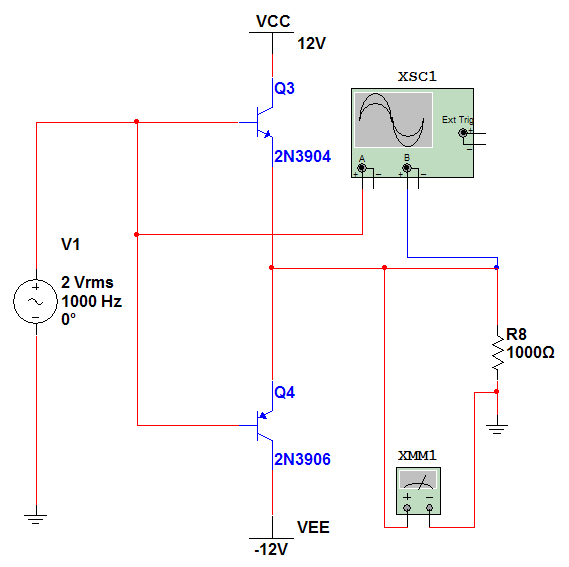 VCC
12V
Q3
2N3904
XSC1
Ext Trig
+
−
A
B
+
−
+
−
V1
+
2 Vrms
1000 Hz
0°
−
R8
1000Ω
Q4
2N3906
XMM1
+
−
VEE
-12V